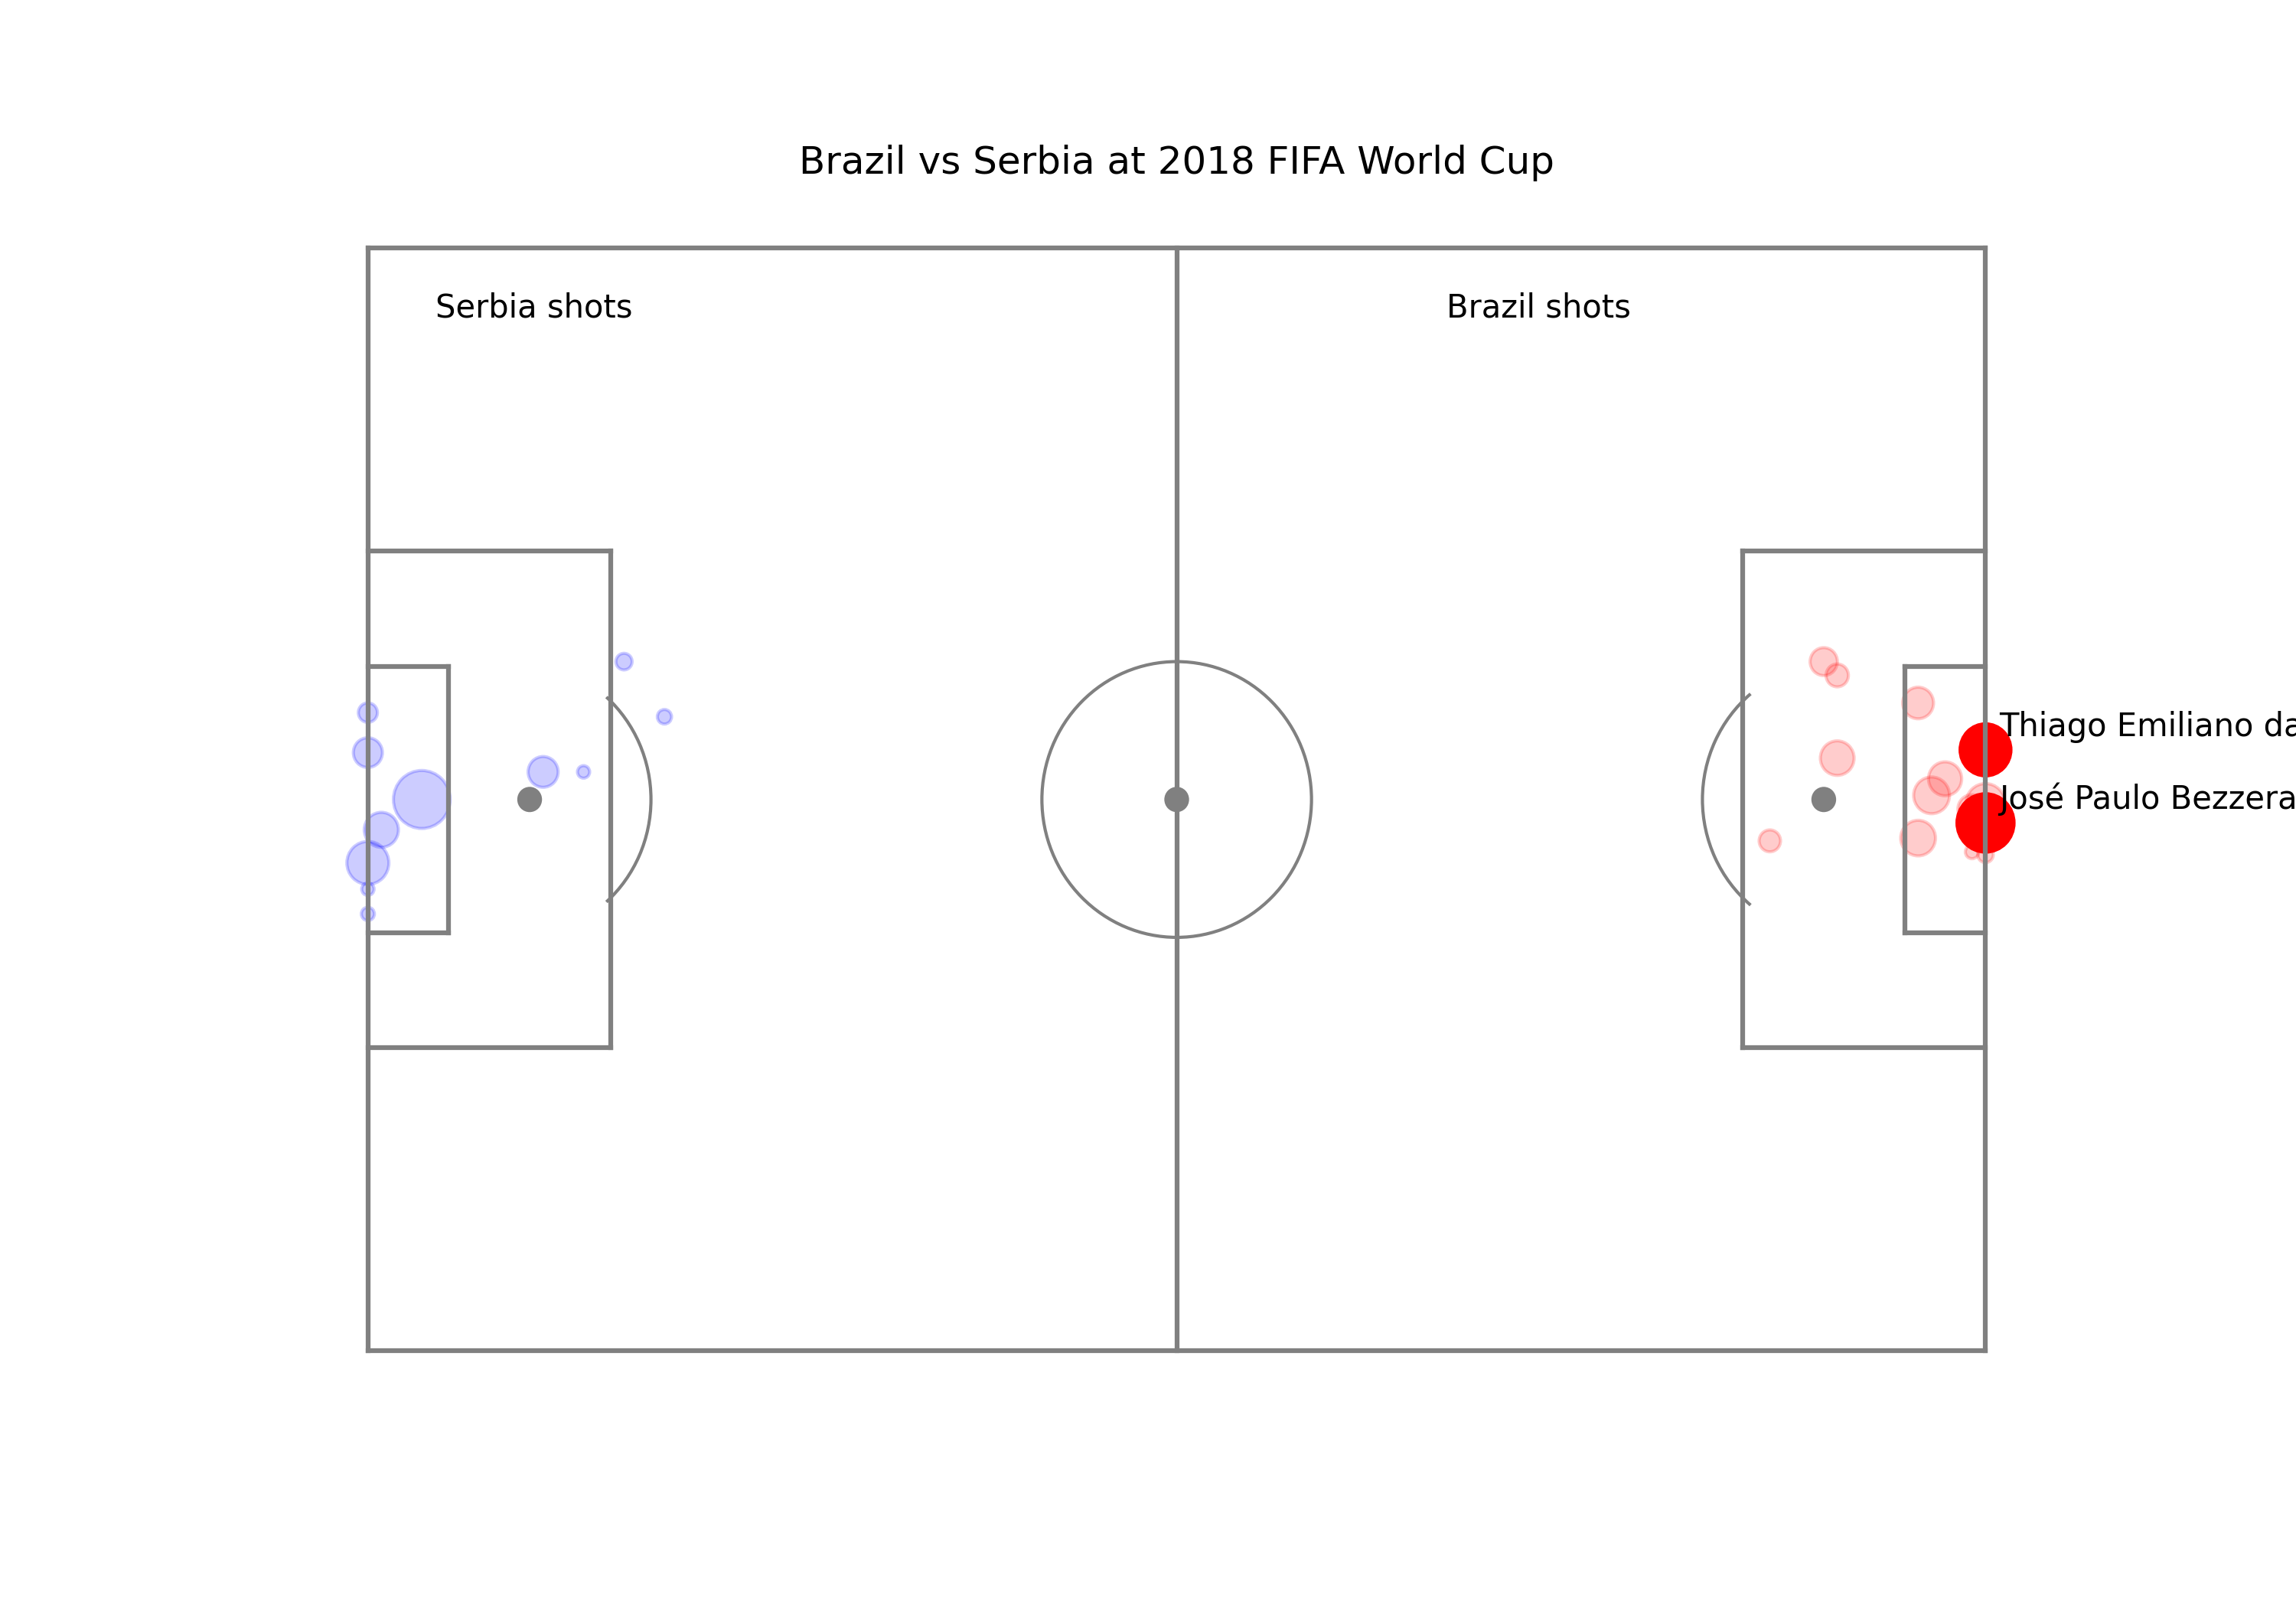 Brazil vs Serbia at 2018 FIFA World Cup
Serbia shots
Brazil shots
Thiago Emiliano da
José Paulo Bezzera